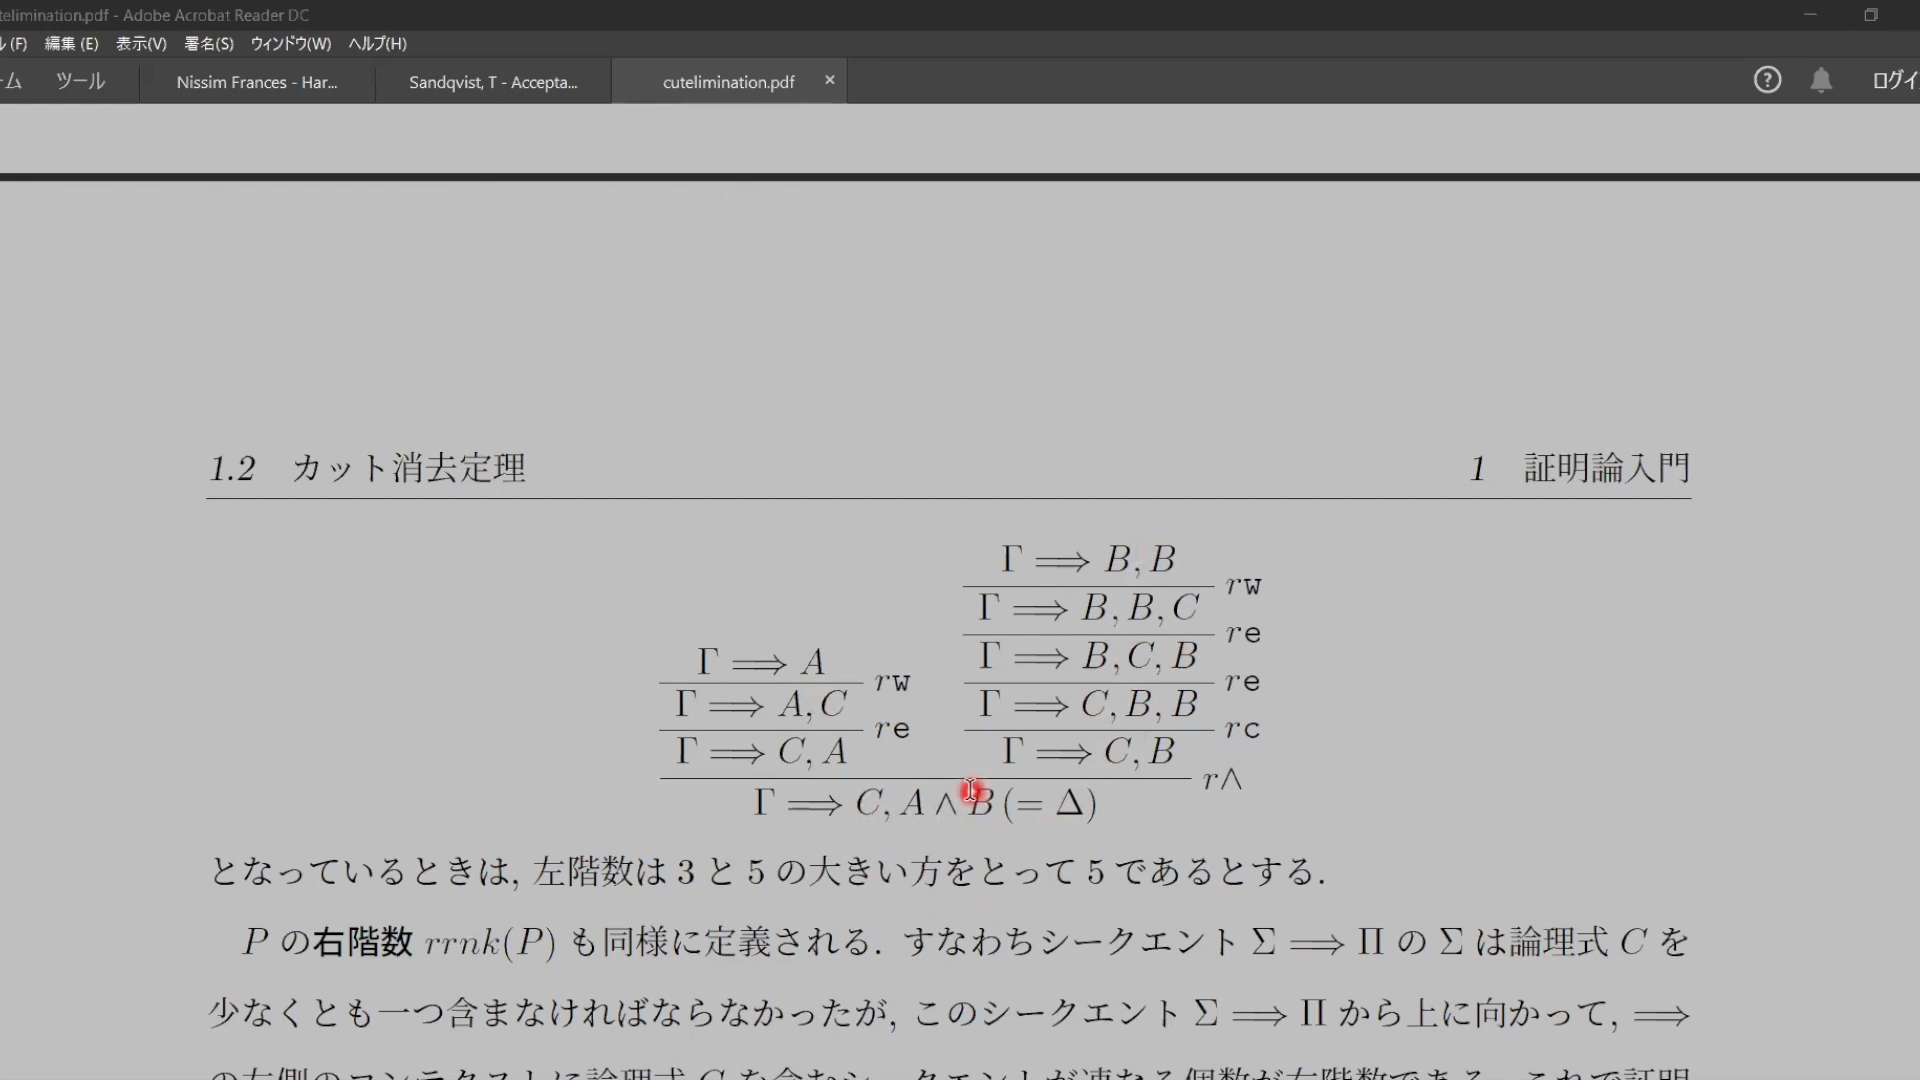 telimination.pdf - Adobe Acrobat Reader DC
ル(F) 編集(E) 表示(V) 署名(S) ウィンドウ(W) ヘルプ(H)
ーム ツール Nissim Frances - Har... Sandqvist, T - Accepta... cutelimination.pdf × ? ログイ
1.2 カット消去定理 1 証明論入門
Γ ⟹ B, B
rw
Γ ⟹ B, B, C
re
Γ ⟹ A Γ ⟹ B, C, B
rw re
Γ ⟹ A, C Γ ⟹ C, B, B
re rc
Γ ⟹ C, A Γ ⟹ C, B
r∧
Γ ⟹ C, A ∧ B (= Δ)
となっているときは, 左階数は 3 と 5 の大きい方をとって 5 であるとする.
P の右階数 rrnk(P) も同様に定義される. すなわちシークエント Σ ⟹ Π の Σ は論理式 C を
少なくとも一つ含まなければならなかったが, このシークエント Σ ⟹ Π から上に向かって, ⟹